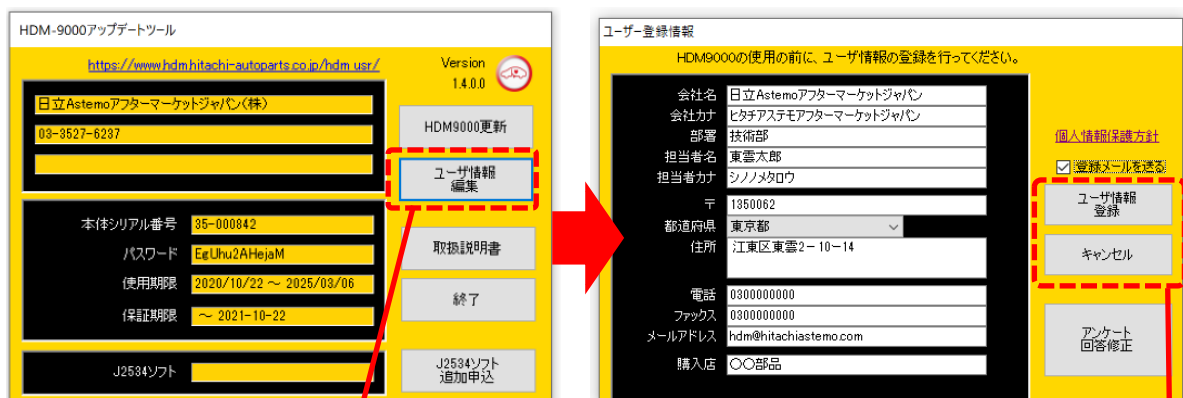 HDM-9000アップデートツール
https://www.hdm.hitachi-autoparts.co.jp/hdm_usr/
Version
1.4.0.0
日立Astemoアフターマーケットジャパン(株)
03-3527-6237
HDM9000更新
ユーザ情報
編集
本体シリアル番号 35-000842
パスワード EgUhu2AHejaM
使用期限 2020/10/22 ～ 2025/03/06
保証期限 ～ 2021-10-22
取扱説明書
終了
J2534ソフト
J2534ソフト
追加申込
ユーザー登録情報
HDM9000の使用の前に、ユーザ情報の登録を行ってください。
会社名 日立Astemoアフターマーケットジャパン
会社カナ ヒタチアステモアフターマーケットジャパン
部署 技術部
担当者名 東雲太郎
担当者カナ シノノメタロウ
〒 1350062
都道府県 東京都
住所 江東区東雲2－10－14
電話 0300000000
ファックス 0300000000
メールアドレス hdm@hitachiastemo.com
購入店 〇〇部品
個人情報保護方針
登録メールを送る
ユーザ情報
登録
キャンセル
アンケート
回答修正